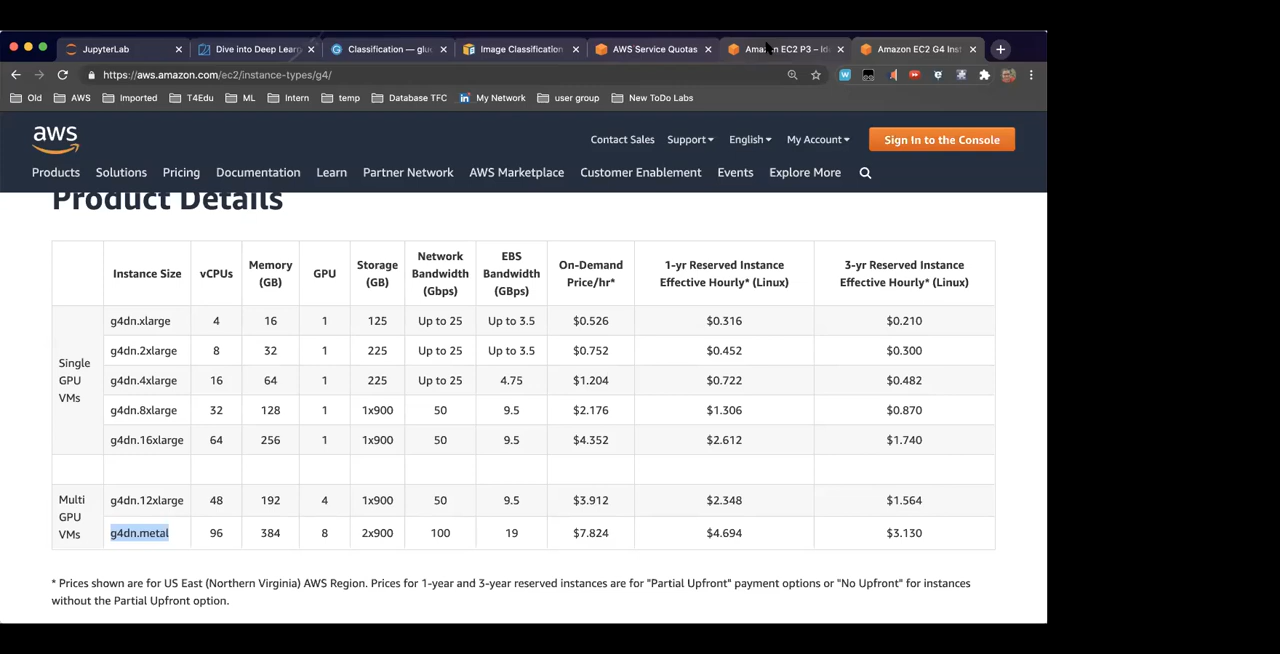 JupyterLab
Dive into Deep Learn
Classification — glu
Image Classification
AWS Service Quotas
Amazon EC2 P3 – Id
Amazon EC2 G4 Inst
https://aws.amazon.com/ec2/instance-types/g4/
Old AWS Imported T4Edu ML Intern temp Database TFC My Network user group New ToDo Labs
aws
Contact Sales Support English My Account Sign In to the Console
Products Solutions Pricing Documentation Learn Partner Network AWS Marketplace Customer Enablement Events Explore More
Product Details
Instance Size vCPUs Memory (GB) GPU Storage (GB) Network Bandwidth (Gbps) EBS Bandwidth (GBps) On-Demand Price/hr* 1-yr Reserved Instance Effective Hourly* (Linux) 3-yr Reserved Instance Effective Hourly* (Linux)
Single GPU VMs
g4dn.xlarge 4 16 1 125 Up to 25 Up to 3.5 $0.526 $0.316 $0.210
g4dn.2xlarge 8 32 1 225 Up to 25 Up to 3.5 $0.752 $0.452 $0.300
g4dn.4xlarge 16 64 1 225 Up to 25 4.75 $1.204 $0.722 $0.482
g4dn.8xlarge 32 128 1 1x900 50 9.5 $2.176 $1.306 $0.870
g4dn.16xlarge 64 256 1 1x900 50 9.5 $4.352 $2.612 $1.740
Multi GPU VMs
g4dn.12xlarge 48 192 4 1x900 50 9.5 $3.912 $2.348 $1.564
g4dn.metal 96 384 8 2x900 100 19 $7.824 $4.694 $3.130
* Prices shown are for US East (Northern Virginia) AWS Region. Prices for 1-year and 3-year reserved instances are for "Partial Upfront" payment options or "No Upfront" for instances
without the Partial Upfront option.